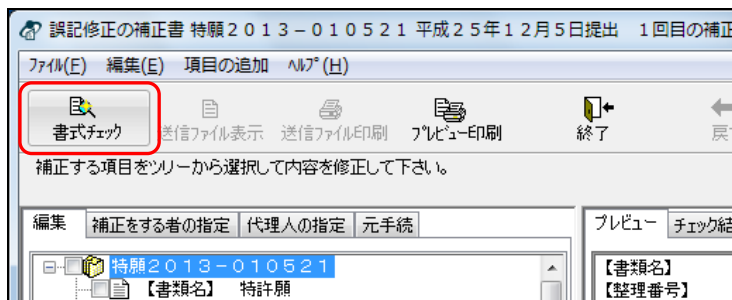 誤記修正の補正書 特願２０１３－０１０５２１ 平成２５年１２月５日提出 １回目の補正
ﾌｧｲﾙ(F) 編集(E) 項目の追加 ﾍﾙﾌﾟ(H)
書式ﾁｪｯｸ 送信ﾌｧｲﾙ表示 送信ﾌｧｲﾙ印刷 ﾌﾟﾚﾋﾞｭｰ印刷 終了 戻
補正する項目をツリーから選択して内容を修正して下さい。
編集 補正をする者の指定 代理人の指定 元手続 プレビュー チェック結
特願２０１３－０１０５２１ 【書類名】
【書類名】 特許願 【整理番号】